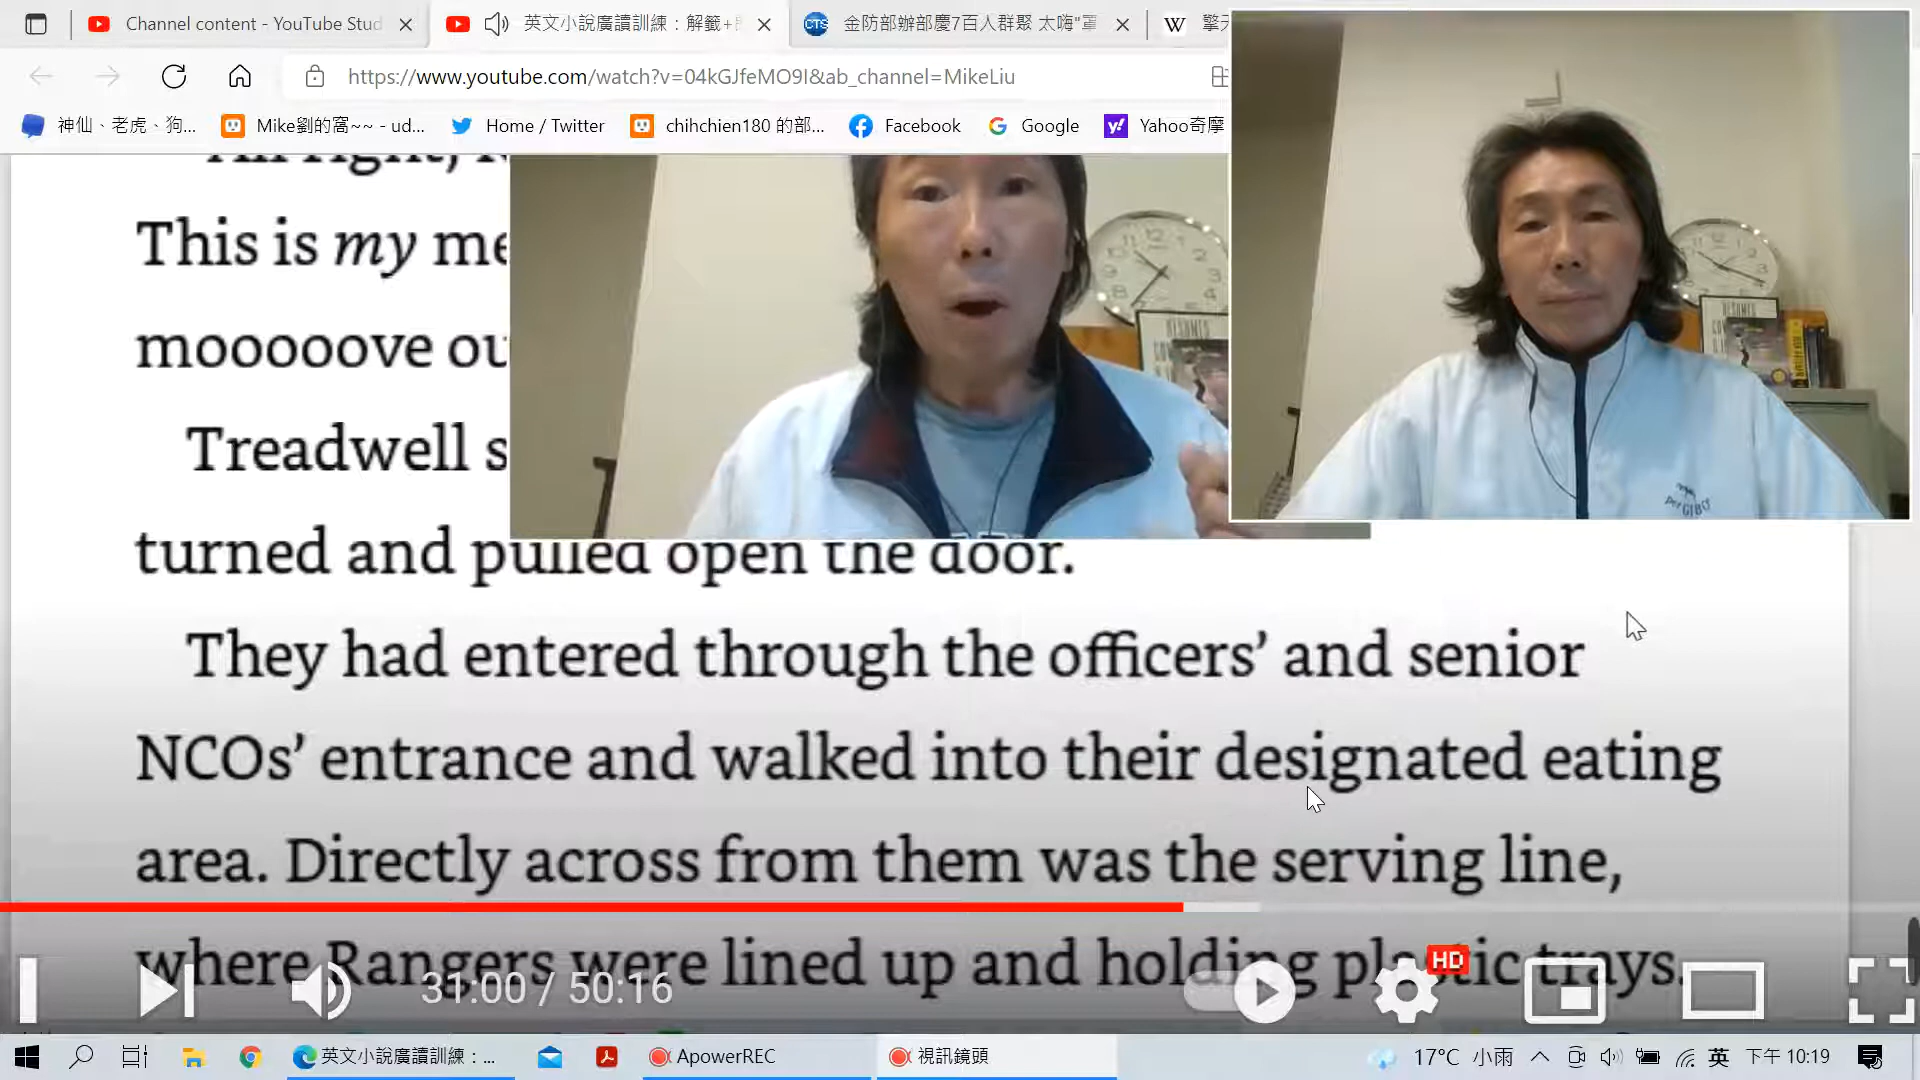 Channel content - YouTube Stud
英文小說廣讀訓練：解籤+
金防部辦部慶7百人群聚 太嗨"罩
W
擎天
https://www.youtube.com/watch?v=04kGJfeMO9I&ab_channel=MikeLiu
神仙、老虎、狗...
Mike劉的窩~~ - ud...
Home / Twitter
chihchien180 的部...
Facebook
Google
Yahoo奇摩
This is my me
mooooove ou
Treadwell s
turned and pulled open the door.
They had entered through the officers’ and senior
NCOs’ entrance and walked into their designated eating
area. Directly across from them was the serving line,
where Rangers were lined up and holding plastic trays.
31:00 / 50:16
HD
英文小說廣讀訓練：...
ApowerREC
視訊鏡頭
17°C 小雨
英
下午 10:19